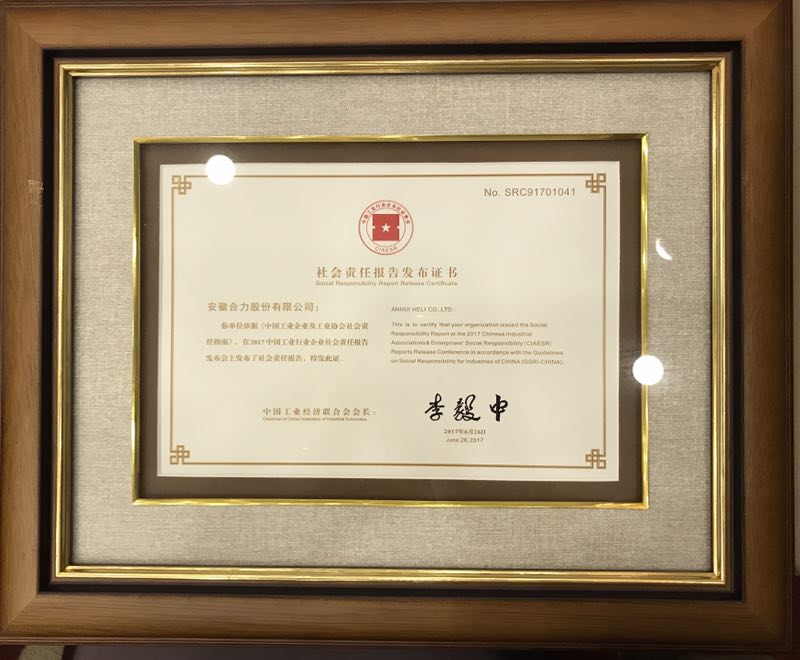 No. SRC91701041
CIAESR
社会责任报告发布证书
Social Responsibility Report Release Certificate
安徽合力股份有限公司：
你单位依据《中国工业企业及工业协会社会责
任指南》，在2017中国工业行业企业社会责任报告
发布会上发布了社会责任报告，特发此证。
ANHUI HELI CO.,LTD.:
This is to certify that your organization issued the Social
Responsibility Report at the 2017 Chinese Industrial
Associations& Enterprises' Social Responsibility (CIAESR)
Reports Release Conference in accordance with the Guidelines
on Social Responsibility for Industries of CHINA (GSRI-CHINA).
中国工业经济联合会会长：
Chairman of China Federation of Industrial Economics
李毅中
2017年6月26日
June 26,2017